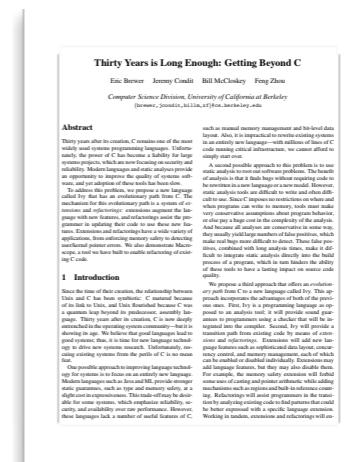 Thirty Years is Long Enough: Getting Beyond C
Eric Brewer Jeremy Condit Bill McCloskey Feng Zhou
Computer Science Division, University of California at Berkeley
{brewer,jcondit,billm,zf}@cs.berkeley.edu
Abstract
Thirty years after its creation, C remains one of the most
widely used systems programming languages. Unfortu-
nately, the power of C has become a liability for large
systems projects, which are now focusing on security and
reliability. Modern languages and static analyses provide
an opportunity to improve the quality of systems soft-
ware, and yet adoption of these tools has been slow.
To address this problem, we propose a new language
called Ivy that has an evolutionary path from C. The
mechanism for this evolutionary path is a system of ex-
tensions and refactorings: extensions augment the lan-
guage with new features, and refactorings assist the pro-
grammer in updating their code to use these new fea-
tures. Extensions and refactorings have a wide variety of
applications, from enforcing memory safety to detecting
user/kernel pointer errors. We also demonstrate Macro-
scope, a tool we have built to enable refactoring of exist-
ing C code.
1 Introduction
Since the time of their creation, the relationship between
Unix and C has been symbiotic: C matured because
of its link to Unix, and Unix flourished because C was
a quantum leap beyond its predecessor, assembly lan-
guage. Thirty years after its creation, C is now deeply
entrenched in the operating system community—but it is
showing its age. We believe that good languages lead to
good systems; thus, it is time for new language technol-
ogy to drive new systems research. Unfortunately, res-
cuing existing systems from the perils of C is no mean
feat.
One possible approach to improving language technol-
ogy for systems is to focus on an entirely new language.
Modern languages such as Java and ML provide stronger
static guarantees, such as type and memory safety, at a
slight cost in expressiveness. This trade-off may be desir-
able for some systems, which emphasize reliability, se-
curity, and availability over raw performance. However,
these languages lack a number of useful features of C,
such as manual memory management and bit-level data
layout. Also, it is impractical to rewrite existing systems
in an entirely new language—with millions of lines of C
code running critical infrastructure, we cannot afford to
simply start over.
A second possible approach to this problem is to use
static analysis to root out software problems. The benefit
of analysis is that it finds bugs without requiring code to
be rewritten in a new language or a new model. However,
static analysis tools are difficult to write and often diffi-
cult to use. Since C imposes no restrictions on where and
when programs can write to memory, tools must make
very conservative assumptions about program behavior,
or else pay a huge cost in the complexity of the analysis.
And because all analyses are conservative in some way,
they usually yield large numbers of false positives, which
make real bugs more difficult to detect. These false pos-
itives, combined with long analysis times, make it dif-
ficult to integrate static analysis directly into the build
process of a program, which in turn hinders the ability
of these tools to have a lasting impact on source code
quality.
We propose a third approach that offers an evolution-
ary path from C to a new language called Ivy. This ap-
proach incorporates the advantages of both of the previ-
ous ones. First, Ivy is a programming language as op-
posed to an analysis tool; it will provide sound guar-
antees to programmers using a checker that will be in-
tegrated into the compiler. Second, Ivy will provide a
transition path from existing code by means of exten-
sions and refactorings. Extensions will add new lan-
guage features such as sophisticated data layout, concur-
rency control, and memory management, each of which
can be enabled or disabled individually. Extensions may
add language features, but they may also disable them.
For example, the memory safety extension will forbid
some uses of casting and pointer arithmetic while adding
mechanisms such as regions and built-in reference count-
ing. Refactorings will assist programmers in the transi-
tion by analyzing existing code to find patterns that could
be better expressed with a specific language extension.
Working in tandem, extensions and refactorings will en-